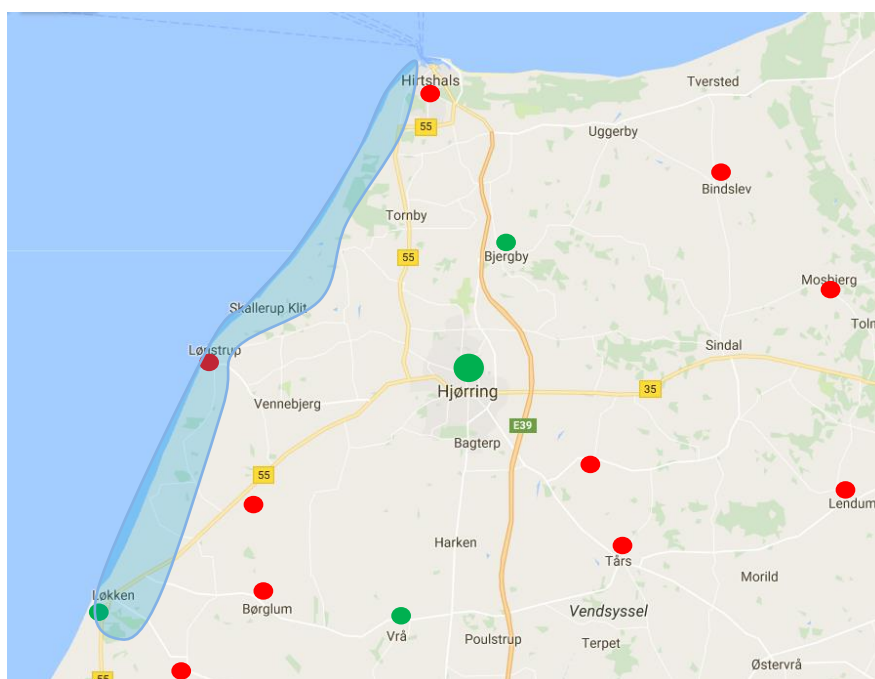 Hirtshals
Tversted
55
Uggerby
Bindslev
Tornby
Bjergby
55
Mosbjerg
Skallerup Klit
Tolm
Lønstrup
Sindal
Hjørring
35
Vennebjerg
E39
Bagterp
55
Lendum
Harken
Tårs
Morild
Løkken
Børglum
Vendsyssel
Vrå
Poulstrup
Terpet
Østervrå
55